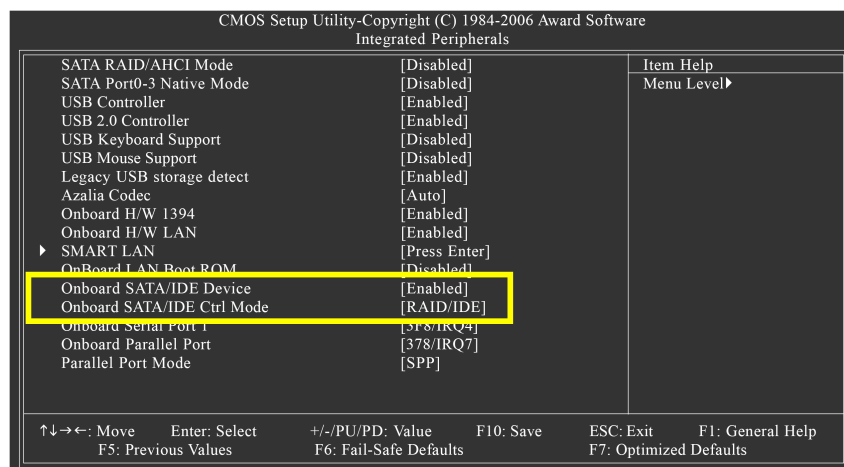 CMOS Setup Utility-Copyright (C) 1984-2006 Award Software
Integrated Peripherals
SATA RAID/AHCI Mode [Disabled] Item Help
SATA Port0-3 Native Mode [Disabled] Menu Level▶
USB Controller [Enabled]
USB 2.0 Controller [Enabled]
USB Keyboard Support [Disabled]
USB Mouse Support [Disabled]
Legacy USB storage detect [Enabled]
Azalia Codec [Auto]
Onboard H/W 1394 [Enabled]
Onboard H/W LAN [Enabled]
▶ SMART LAN [Press Enter]
OnBoard LAN Boot ROM [Disabled]
Onboard SATA/IDE Device [Enabled]
Onboard SATA/IDE Ctrl Mode [RAID/IDE]
Onboard Serial Port 1 [3F8/IRQ4]
Onboard Parallel Port [378/IRQ7]
Parallel Port Mode [SPP]
↑↓→←: Move Enter: Select +/-/PU/PD: Value F10: Save ESC: Exit F1: General Help
F5: Previous Values F6: Fail-Safe Defaults F7: Optimized Defaults